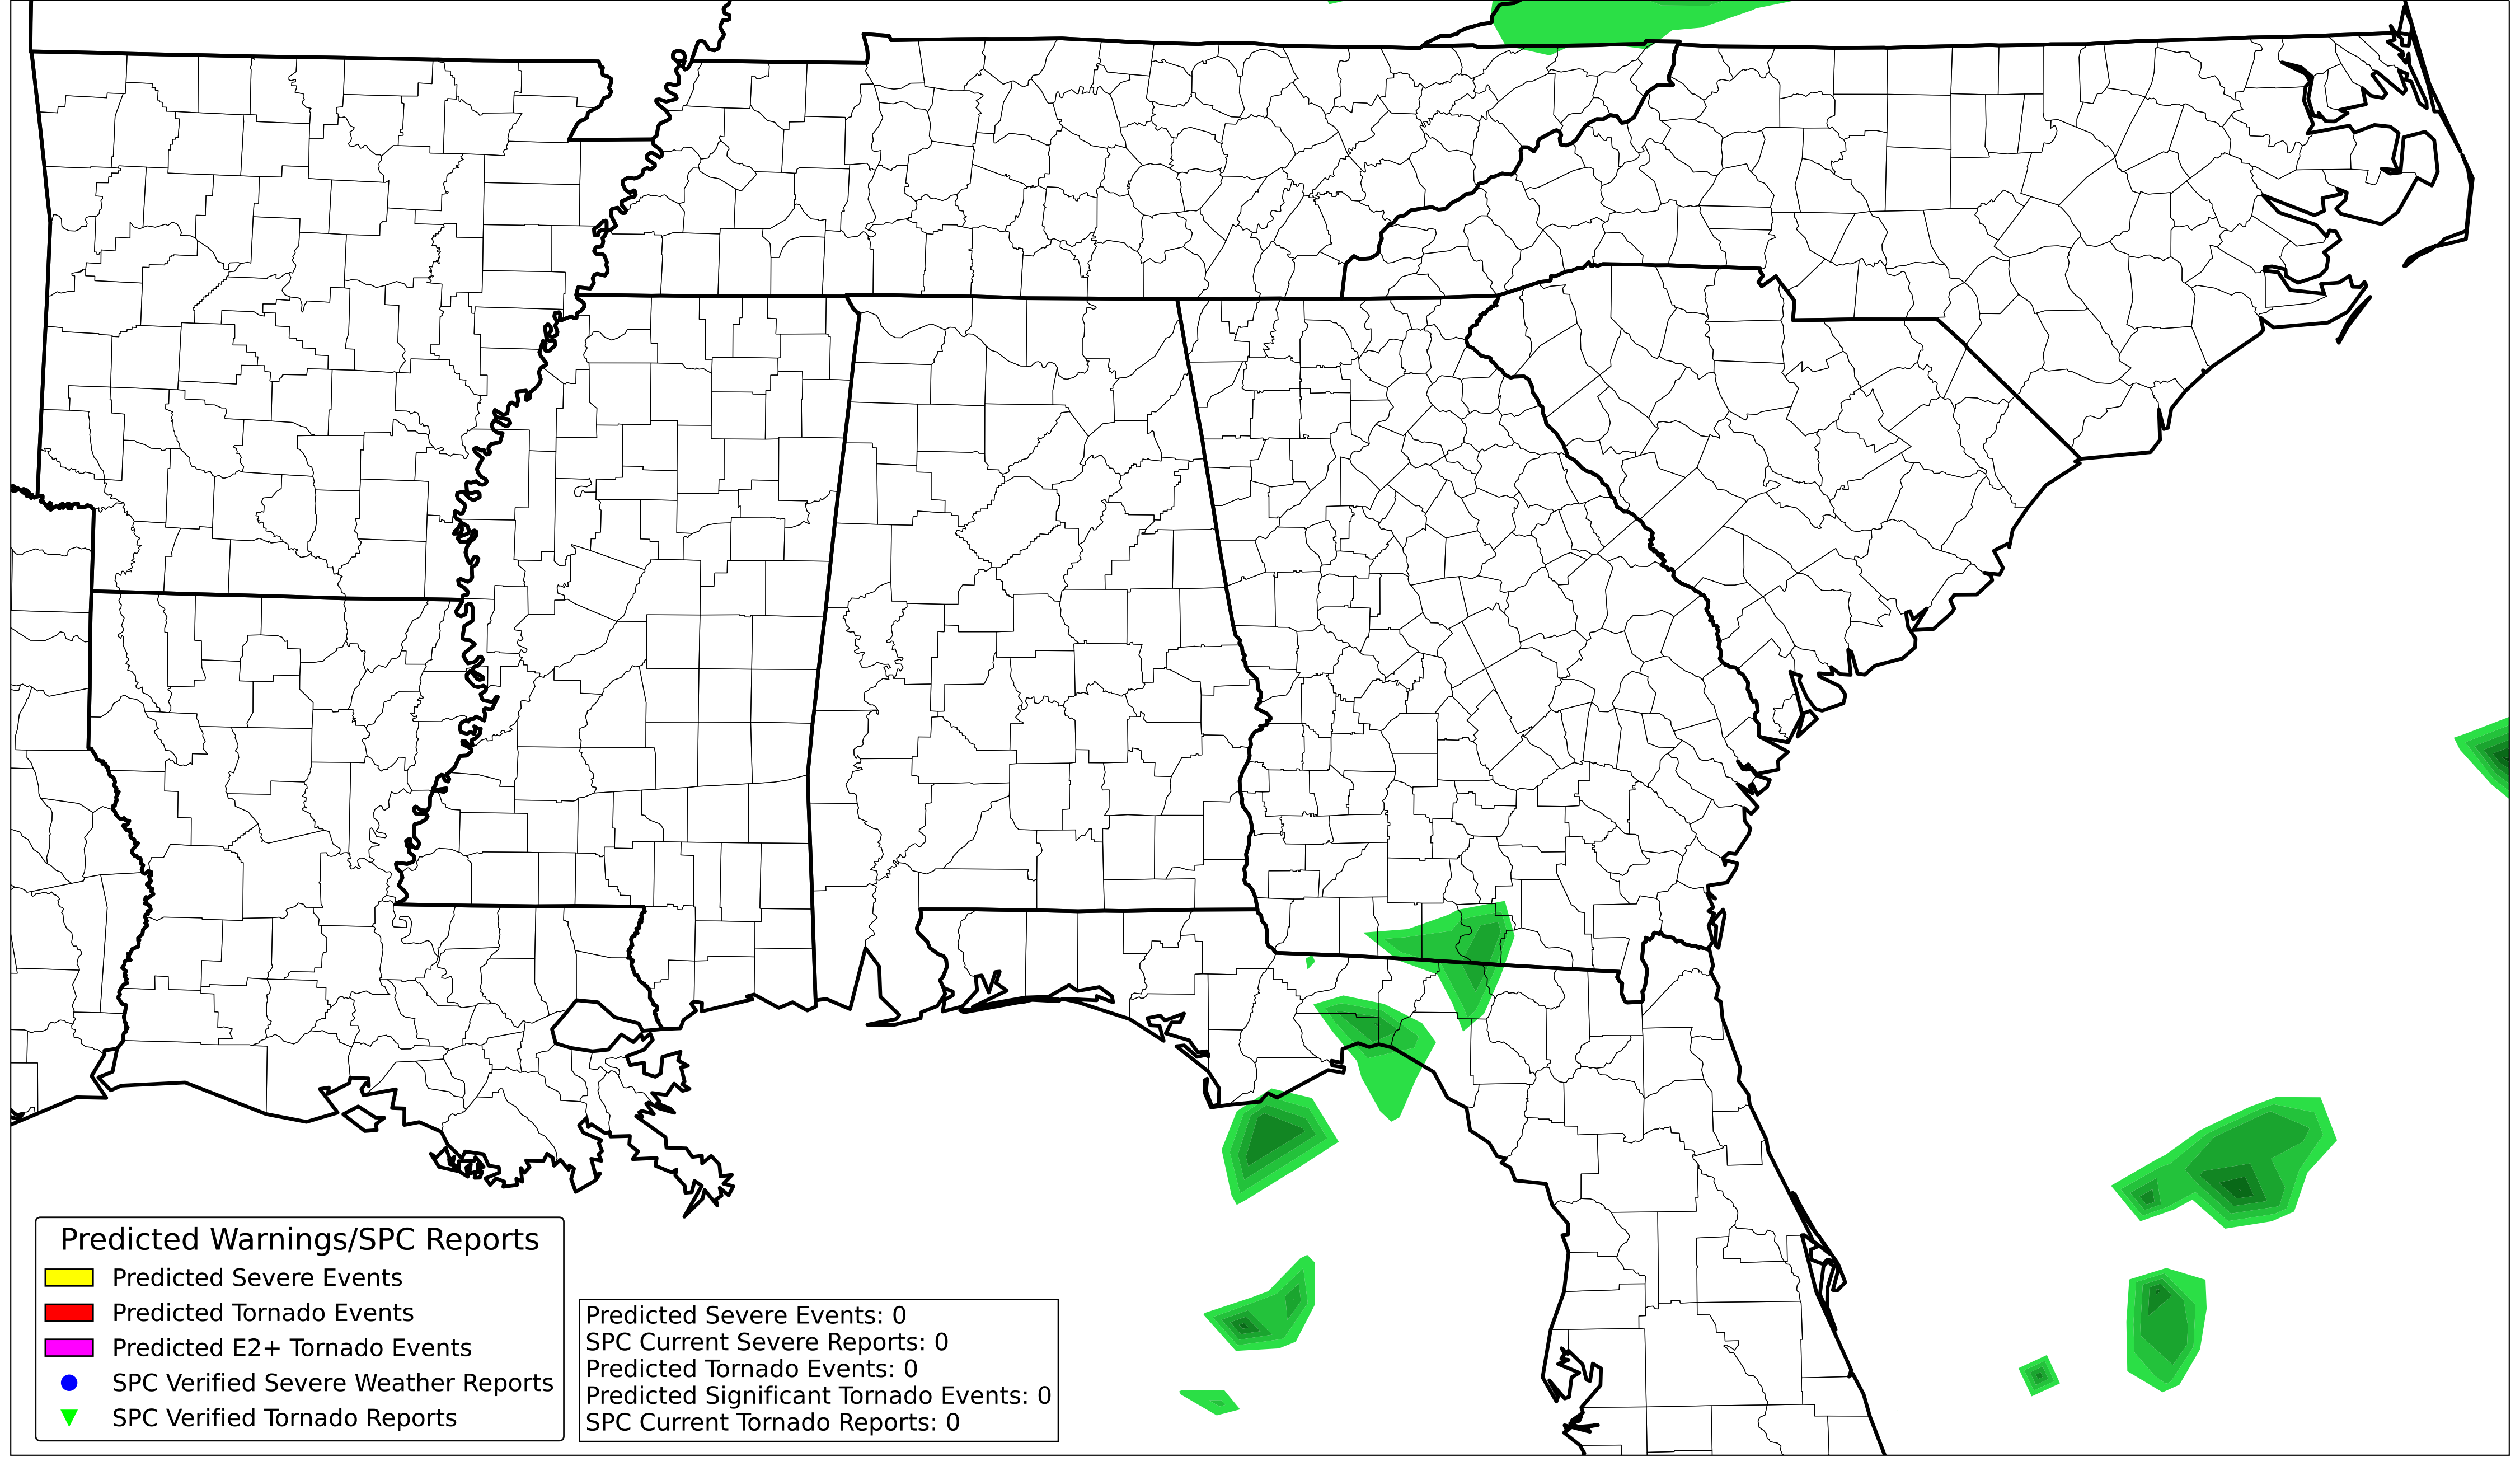 Predicted Warnings/SPC Reports
Predicted Severe Events
Predicted Tornado Events
Predicted E2+ Tornado Events
SPC Verified Severe Weather Reports
SPC Verified Tornado Reports
Predicted Severe Events: 0
SPC Current Severe Reports: 0
Predicted Tornado Events: 0
Predicted Significant Tornado Events: 0
SPC Current Tornado Reports: 0